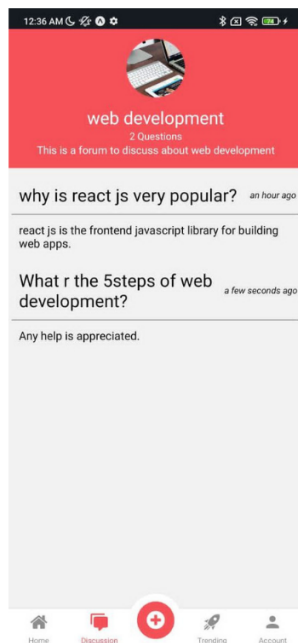 12:36 AM
web development
2 Questions
This is a forum to discuss about web development
why is react js very popular? an hour ago
react js is the frontend javascript library for building
web apps.
What r the 5steps of web
development? a few seconds ago
Any help is appreciated.
Home Discussion Trending Account